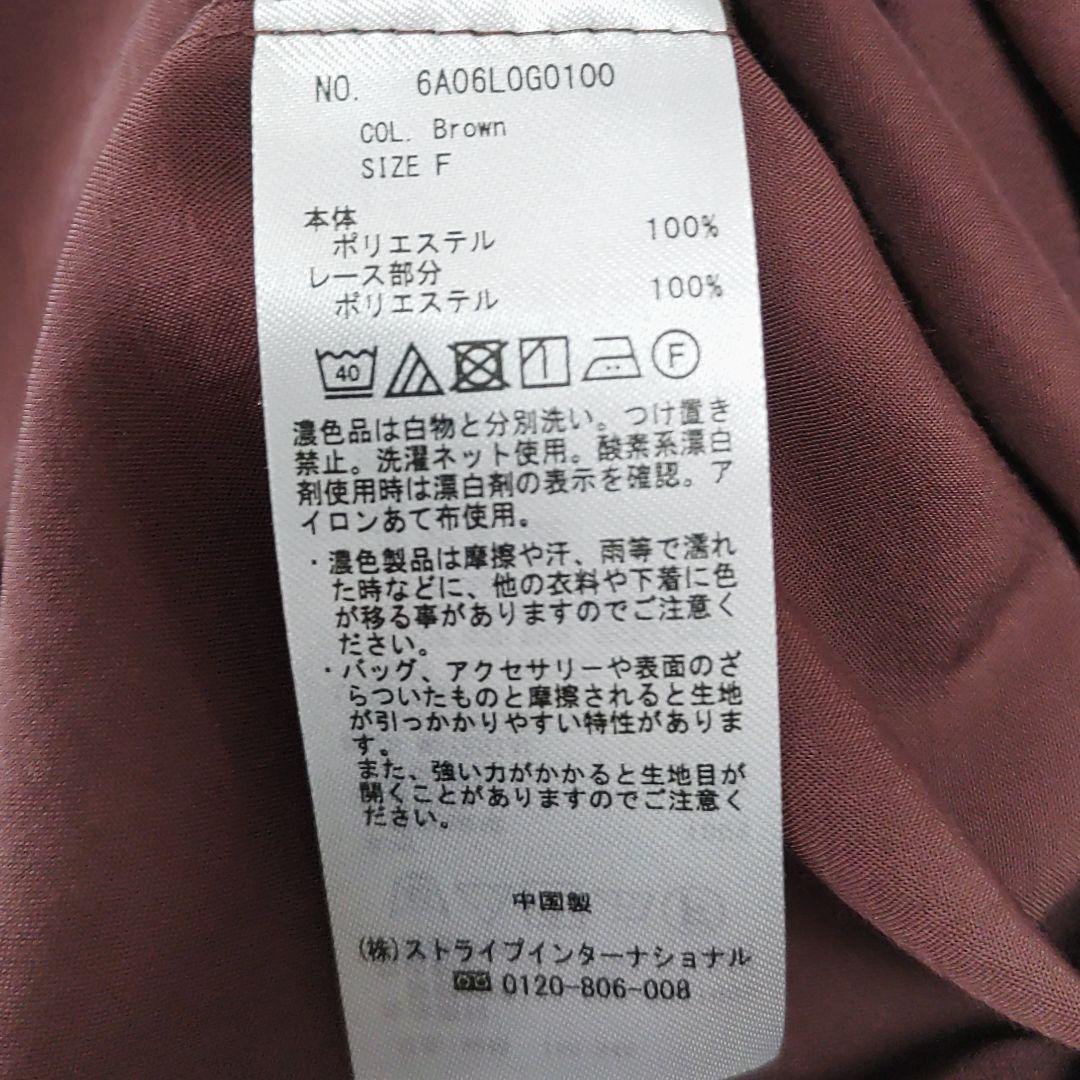 NO. 6A06L0G0100
COL. Brown
SIZE F
本体
ポリエステル 100%
レース部分
ポリエステル 100%
40 F
濃色品は白物と分別洗い。つけ置き
禁止。洗濯ネット使用。酸素系漂白
剤使用時は漂白剤の表示を確認。ア
イロンあて布使用。
・濃色製品は摩擦や汗、雨等で濡れ
た時などに、他の衣料や下着に色
が移る事がありますのでご注意く
ださい。
・バッグ、アクセサリーや表面のざ
らついたものと摩擦されると生地
が引っかかりやすい特性がありま
す。
また、強い力がかかると生地目が
開くことがありますのでご注意く
ださい。
中国製
(株)ストライプインターナショナル
0120-806-008